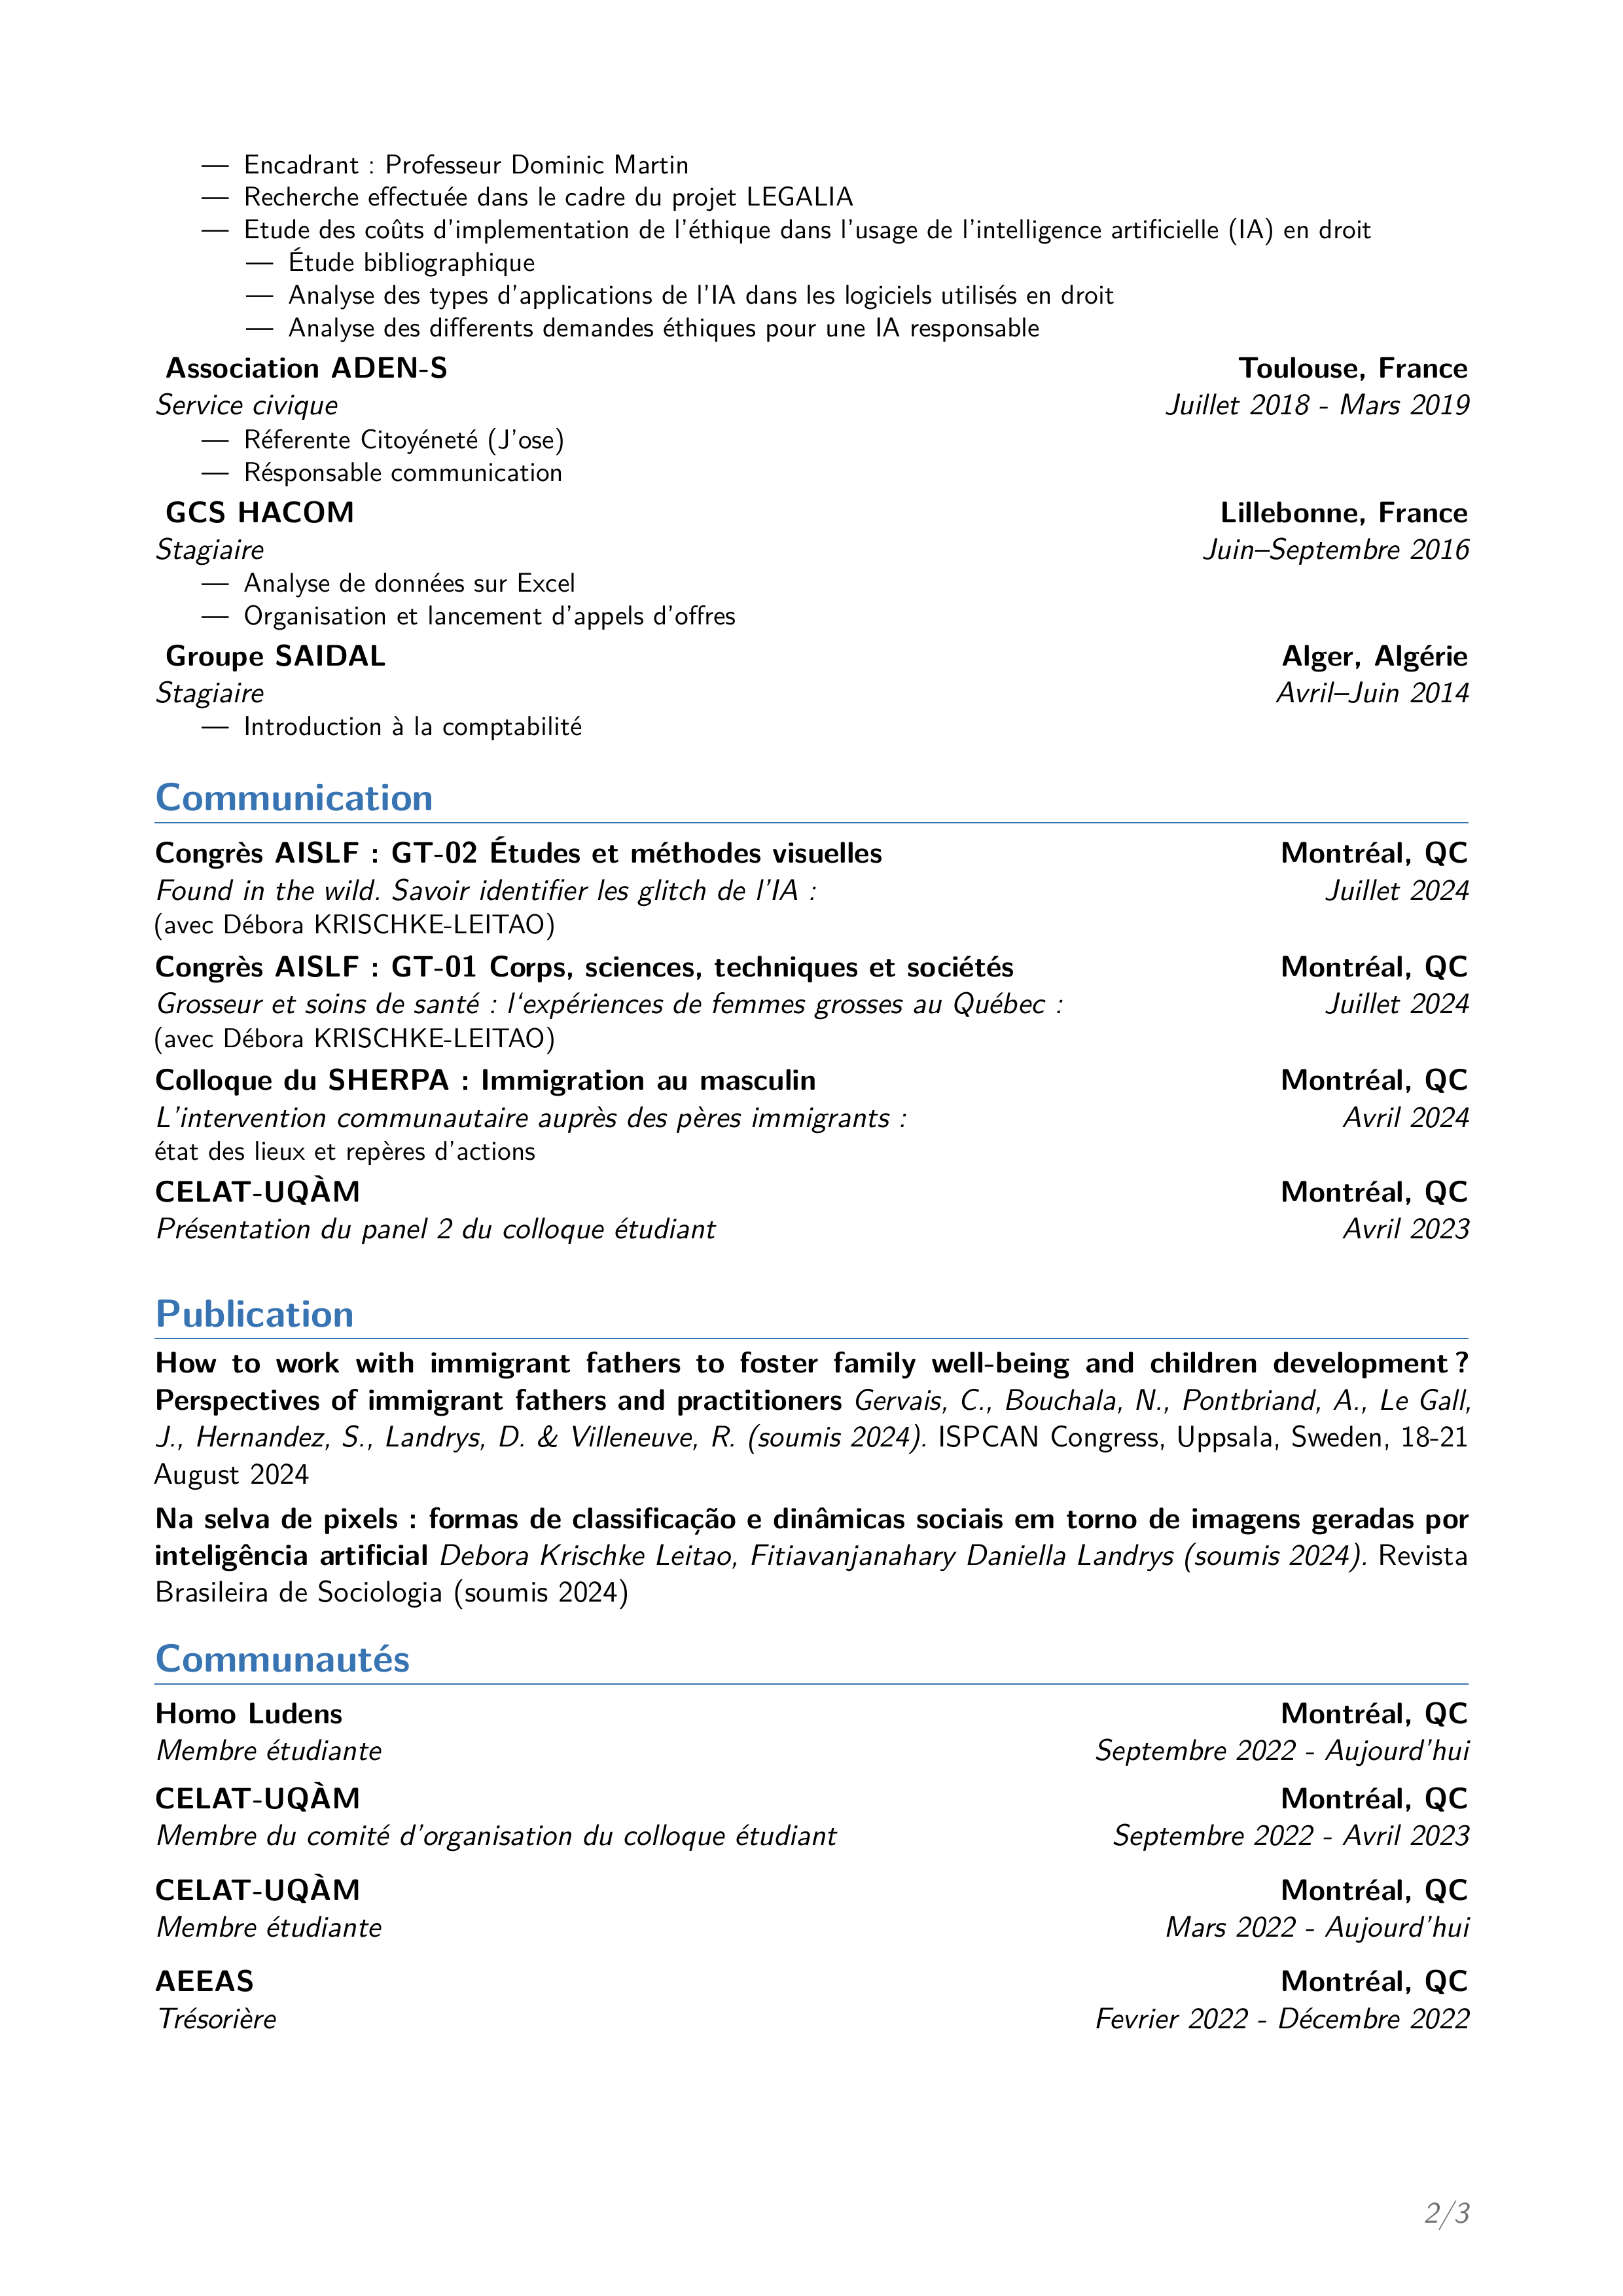 — Encadrant : Professeur Dominic Martin
— Recherche effectuée dans le cadre du projet LEGALIA
— Etude des coûts d'implementation de l'éthique dans l'usage de l'intelligence artificielle (IA) en droit
— Étude bibliographique
— Analyse des types d'applications de l'IA dans les logiciels utilisés en droit
— Analyse des differents demandes éthiques pour une IA responsable
Association ADEN-S Toulouse, France
Service civique Juillet 2018 - Mars 2019
— Réferente Citoyéneté (J'ose)
— Résponsable communication
GCS HACOM Lillebonne, France
Stagiaire Juin–Septembre 2016
— Analyse de données sur Excel
— Organisation et lancement d'appels d'offres
Groupe SAIDAL Alger, Algérie
Stagiaire Avril–Juin 2014
— Introduction à la comptabilité
Communication
Congrès AISLF : GT-02 Études et méthodes visuelles Montréal, QC
Found in the wild. Savoir identifier les glitch de l'IA : Juillet 2024
(avec Débora KRISCHKE-LEITAO)
Congrès AISLF : GT-01 Corps, sciences, techniques et sociétés Montréal, QC
Grosseur et soins de santé : l‘expériences de femmes grosses au Québec : Juillet 2024
(avec Débora KRISCHKE-LEITAO)
Colloque du SHERPA : Immigration au masculin Montréal, QC
L'intervention communautaire auprès des pères immigrants : Avril 2024
état des lieux et repères d'actions
CELAT-UQÀM Montréal, QC
Présentation du panel 2 du colloque étudiant Avril 2023
Publication
How to work with immigrant fathers to foster family well-being and children development ?
Perspectives of immigrant fathers and practitioners Gervais, C., Bouchala, N., Pontbriand, A., Le Gall,
J., Hernandez, S., Landrys, D. & Villeneuve, R. (soumis 2024). ISPCAN Congress, Uppsala, Sweden, 18-21
August 2024
Na selva de pixels : formas de classificação e dinâmicas sociais em torno de imagens geradas por
inteligência artificial Debora Krischke Leitao, Fitiavanjanahary Daniella Landrys (soumis 2024). Revista
Brasileira de Sociologia (soumis 2024)
Communautés
Homo Ludens Montréal, QC
Membre étudiante Septembre 2022 - Aujourd'hui
CELAT-UQÀM Montréal, QC
Membre du comité d'organisation du colloque étudiant Septembre 2022 - Avril 2023
CELAT-UQÀM Montréal, QC
Membre étudiante Mars 2022 - Aujourd'hui
AEEAS Montréal, QC
Trésorière Fevrier 2022 - Décembre 2022
2/3